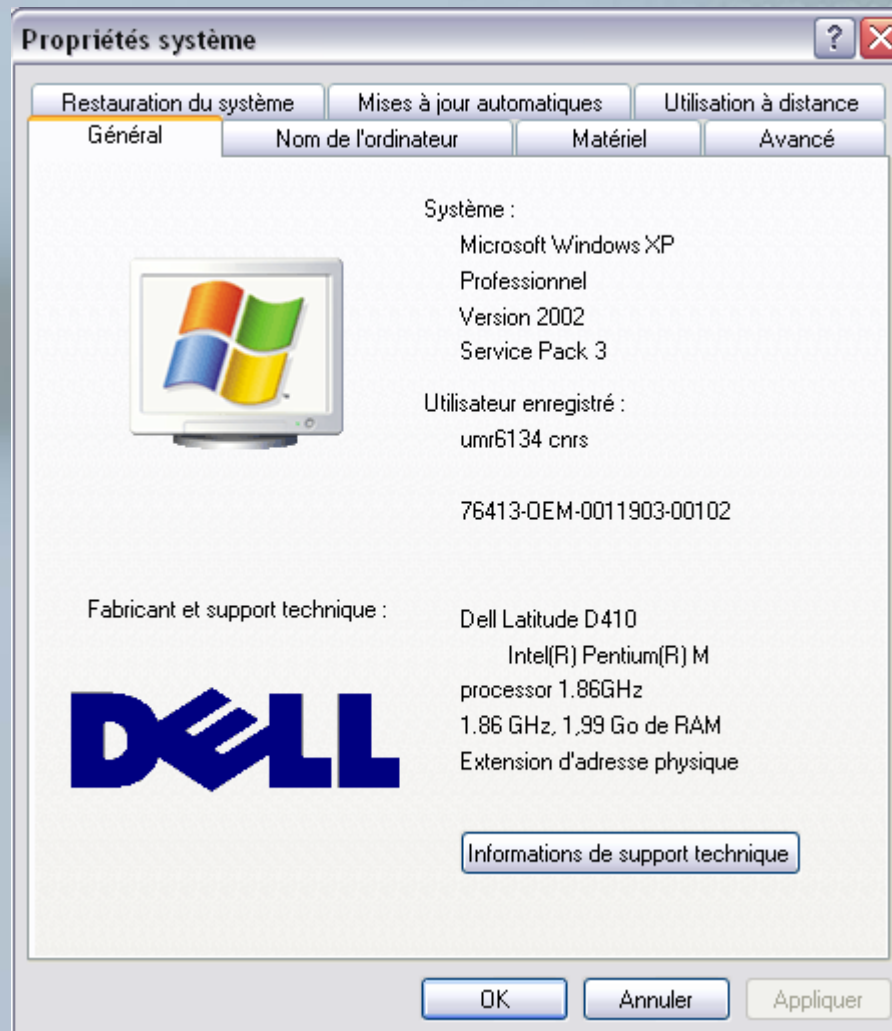 Propriétés système
Restauration du système
Mises à jour automatiques
Utilisation à distance
Général
Nom de l'ordinateur
Matériel
Avancé
Système :
Microsoft Windows XP
Professionnel
Version 2002
Service Pack 3
Utilisateur enregistré :
umr6134 cnrs
76413-OEM-0011903-00102
Fabricant et support technique :
Dell Latitude D410
Intel(R) Pentium(R) M
processor 1.86GHz
1.86 GHz, 1,99 Go de RAM
Extension d'adresse physique
DELL
Informations de support technique
OK
Annuler
Appliquer